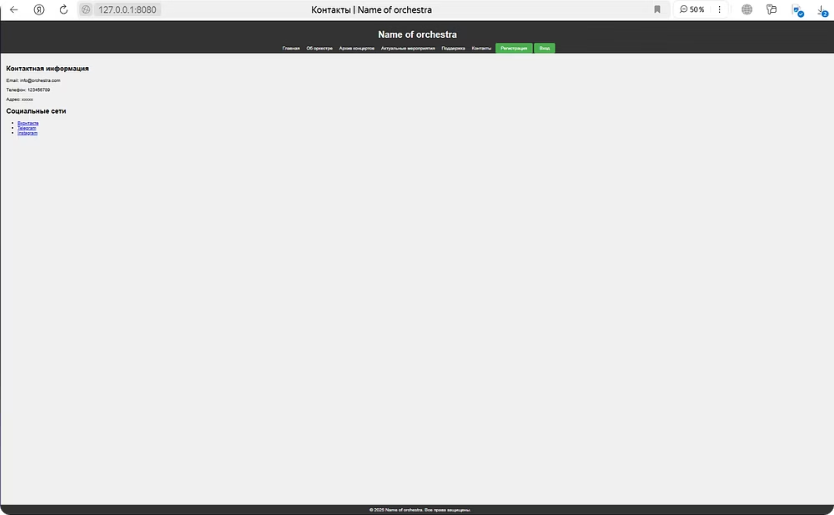 127.0.0.1:8080
Контакты | Name of orchestra
50 %
Name of orchestra
Главная Об оркестре Архив концертов Актуальные мероприятия Поддержка Контакты Регистрация Вход
Контактная информация
Email: info@orchestra.com
Телефон: 123456789
Адрес: xxxxx
Социальные сети
Вконтакте
Telegram
Instagram
© 2025 Name of orchestra. Все права защищены.